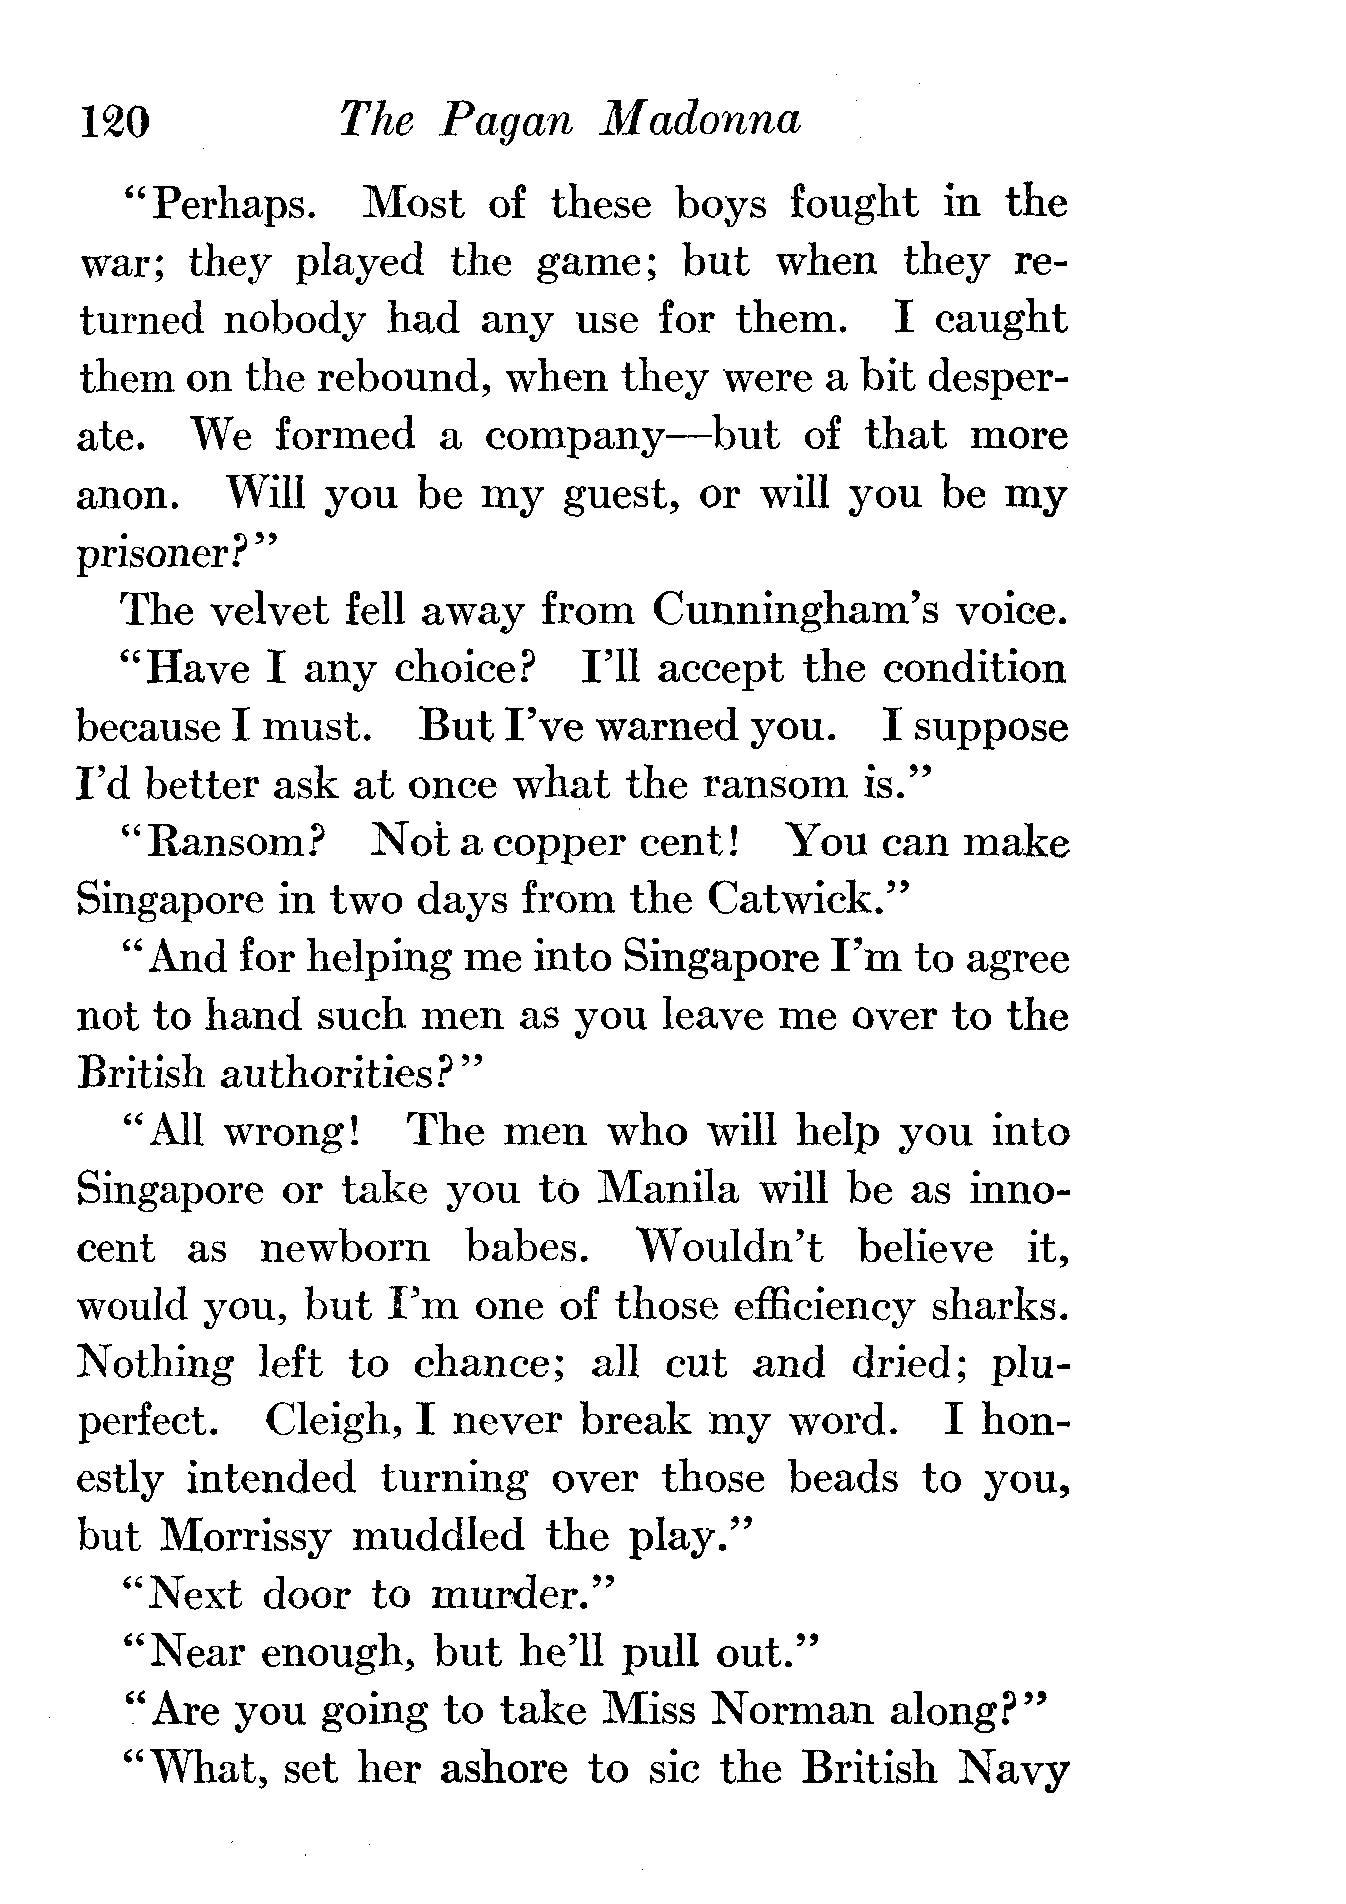 120 The Pagan Madonna
“Perhaps. Most of these boys fought in the
war; they played the game; but when they re-
turned nobody had any use for them. I caught
them on the rebound, when they were a bit desper-
ate. We formed a company—but of that more
anon. Will you be my guest, or will you be my
prisoner?”
The velvet fell away from Cunningham’s voice.
“Have I any choice? I’ll accept the condition
because I must. But I’ve warned you. I suppose
I’d better ask at once what the ransom is.”
“Ransom? Not a copper cent! You can make
Singapore in two days from the Catwick.”
“And for helping me into Singapore I’m to agree
not to hand such men as you leave me over to the
British authorities?”
“All wrong! The men who will help you into
Singapore or take you to Manila will be as inno-
cent as newborn babes. Wouldn’t believe it,
would you, but I’m one of those efficiency sharks.
Nothing left to chance; all cut and dried; plu-
perfect. Cleigh, I never break my word. I hon-
estly intended turning over those beads to you,
but Morrissy muddled the play.”
“Next door to murder.”
“Near enough, but he’ll pull out.”
“Are you going to take Miss Norman along?”
“What, set her ashore to sic the British Navy